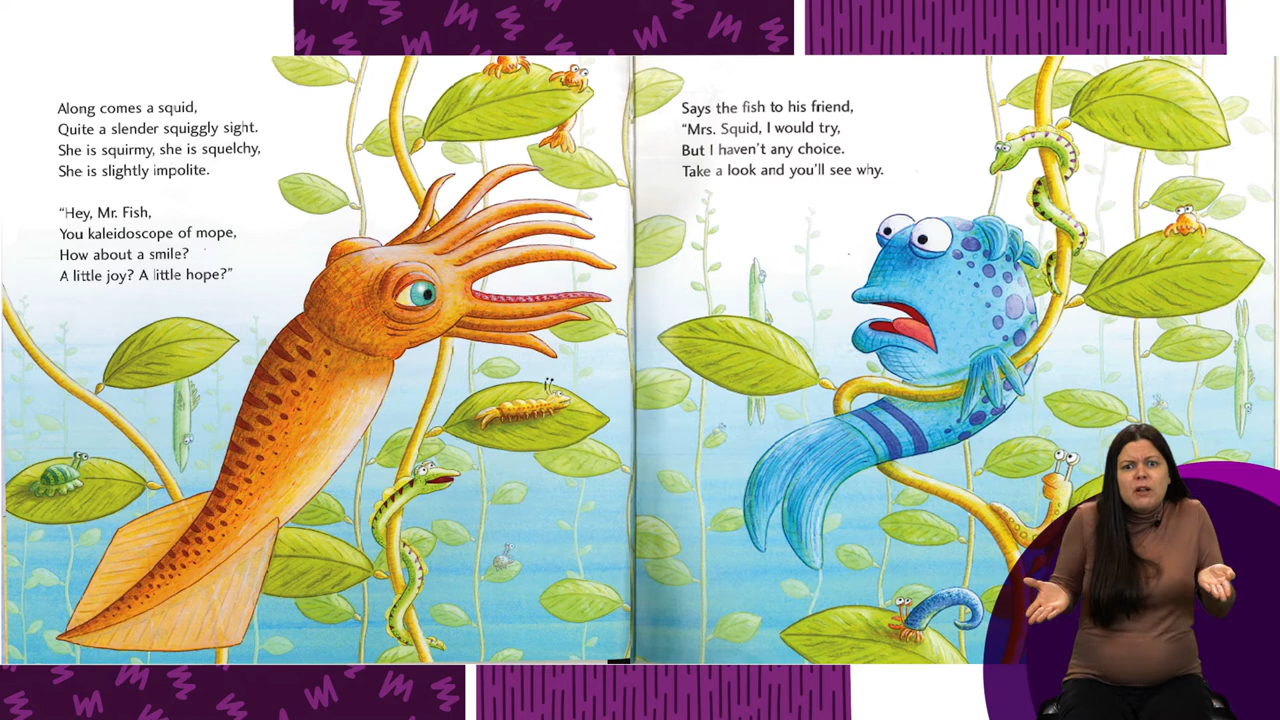 Along comes a squid,
Quite a slender squiggly sight.
She is squirmy, she is squelchy,
She is slightly impolite.
“Hey, Mr. Fish,
You kaleidoscope of mope,
How about a smile?
A little joy? A little hope?”
Says the fish to his friend,
“Mrs. Squid, I would try,
But I haven’t any choice.
Take a look and you’ll see why.